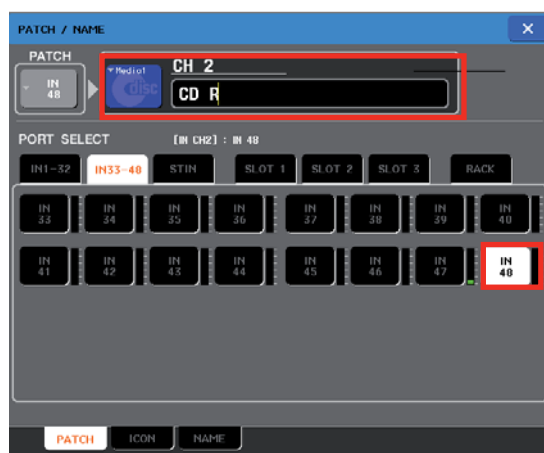 PATCH / NAME
×
PATCH
IN
48
Media1
disc
CH 2
CD R
PORT SELECT [IN CH2] : IN 48
IN1-32 IN33-48 STIN SLOT 1 SLOT 2 SLOT 3 RACK
IN IN IN IN IN IN IN IN
33 34 35 36 37 38 39 40
IN IN IN IN IN IN IN IN
41 42 43 44 45 46 47 48
PATCH ICON NAME